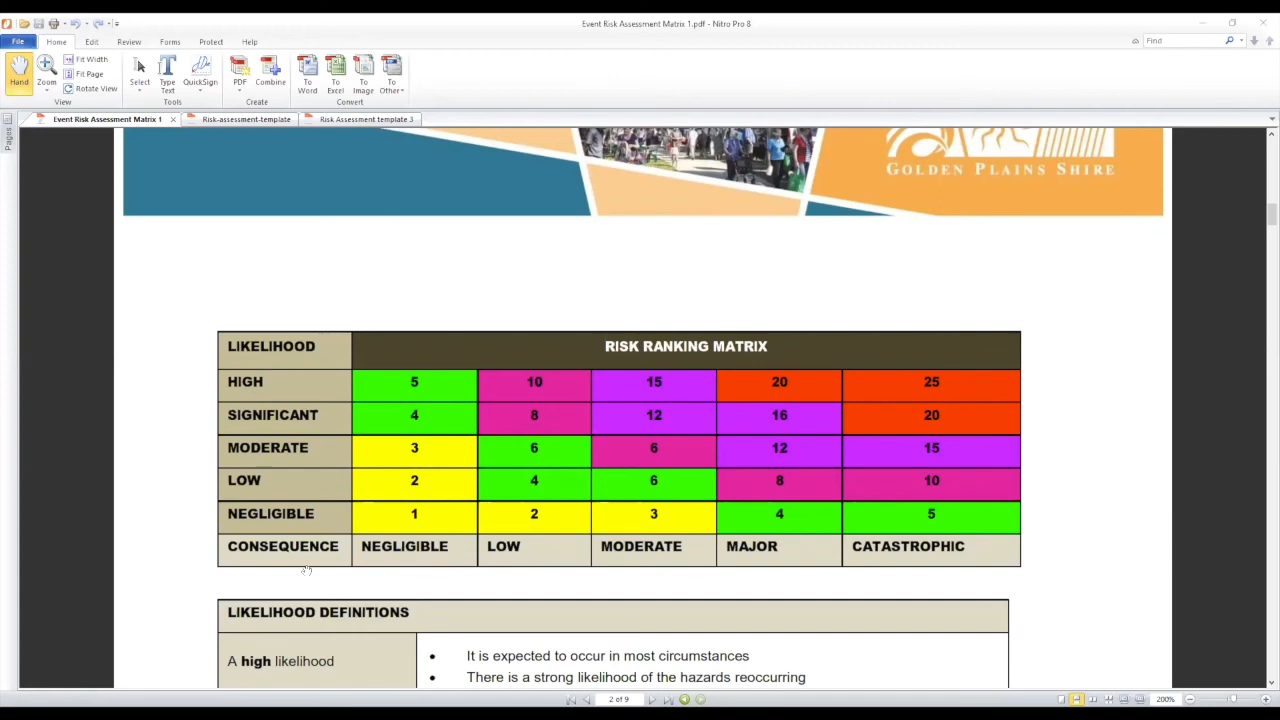 Event Risk Assessment Matrix 1.pdf - Nitro Pro 8
File Home Edit Review Forms Protect Help
Find
Hand Zoom Fit Width
Fit Page
Rotate View
Select Type Text QuickSign
PDF Combine
To Word To Excel To Image To Other
View Tools Create Convert
Event Risk Assessment Matrix 1 Risk-assessment-template Risk Assessment template 3
Pages
GOLDEN PLAINS SHIRE
LIKELIHOOD RISK RANKING MATRIX
HIGH 5 10 15 20 25
SIGNIFICANT 4 8 12 16 20
MODERATE 3 6 6 12 15
LOW 2 4 6 8 10
NEGLIGIBLE 1 2 3 4 5
CONSEQUENCE NEGLIGIBLE LOW MODERATE MAJOR CATASTROPHIC
LIKELIHOOD DEFINITIONS
A high likelihood
• It is expected to occur in most circumstances
• There is a strong likelihood of the hazards reoccurring
2 of 9
200%